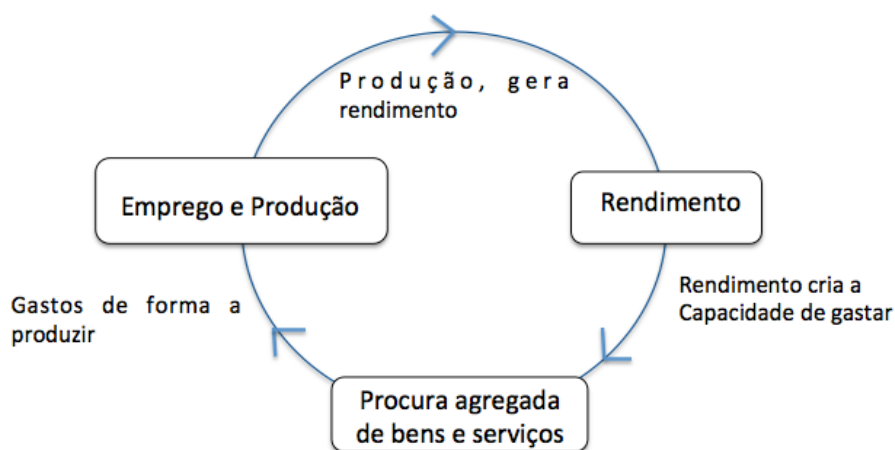 Produção, gera
rendimento
Emprego e Produção
Rendimento
Rendimento cria a
Capacidade de gastar
Gastos de forma a
produzir
Procura agregada
de bens e serviços